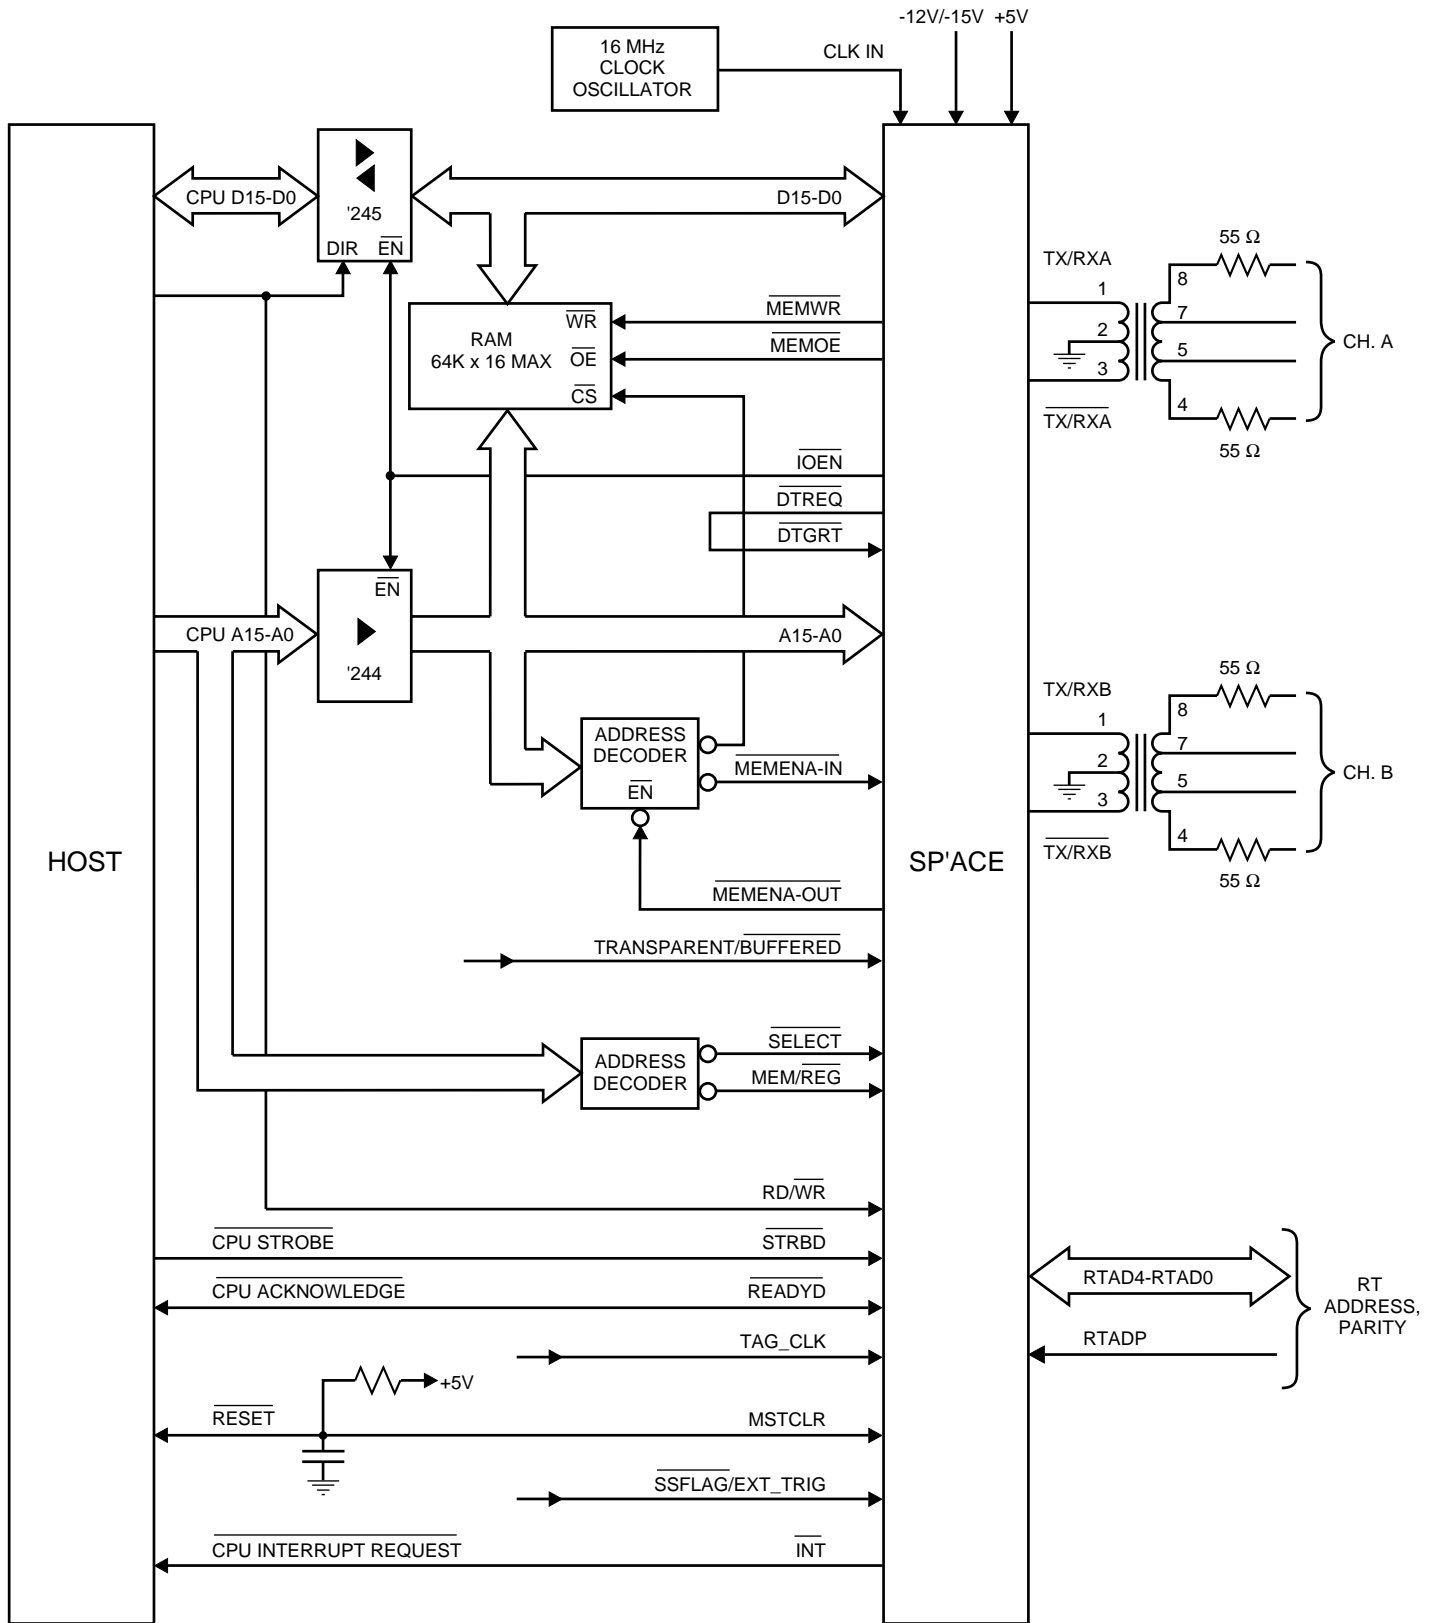 -12V/-15V +5V
16 MHz
CLOCK
OSCILLATOR
CLK IN
CPU D15-D0
'245
DIR
EN
D15-D0
RAM
64K x 16 MAX
WR
OE
CS
MEMWR
MEMOE
IOEN
DTREQ
DTGRT
TX/RXA
1
2
3
TX/RXA
8
7
5
4
55 Ω
55 Ω
CH. A
EN
CPU A15-A0
'244
A15-A0
ADDRESS
DECODER
EN
MEMENA-IN
MEMENA-OUT
HOST
SP'ACE
TX/RXB
1
2
3
TX/RXB
8
7
5
4
55 Ω
55 Ω
CH. B
TRANSPARENT/BUFFERED
ADDRESS
DECODER
SELECT
MEM/REG
RD/WR
CPU STROBE
STRBD
CPU ACKNOWLEDGE
READYD
TAG_CLK
+5V
RESET
MSTCLR
SSFLAG/EXT_TRIG
CPU INTERRUPT REQUEST
INT
RTAD4-RTAD0
RTADP
RT
ADDRESS,
PARITY